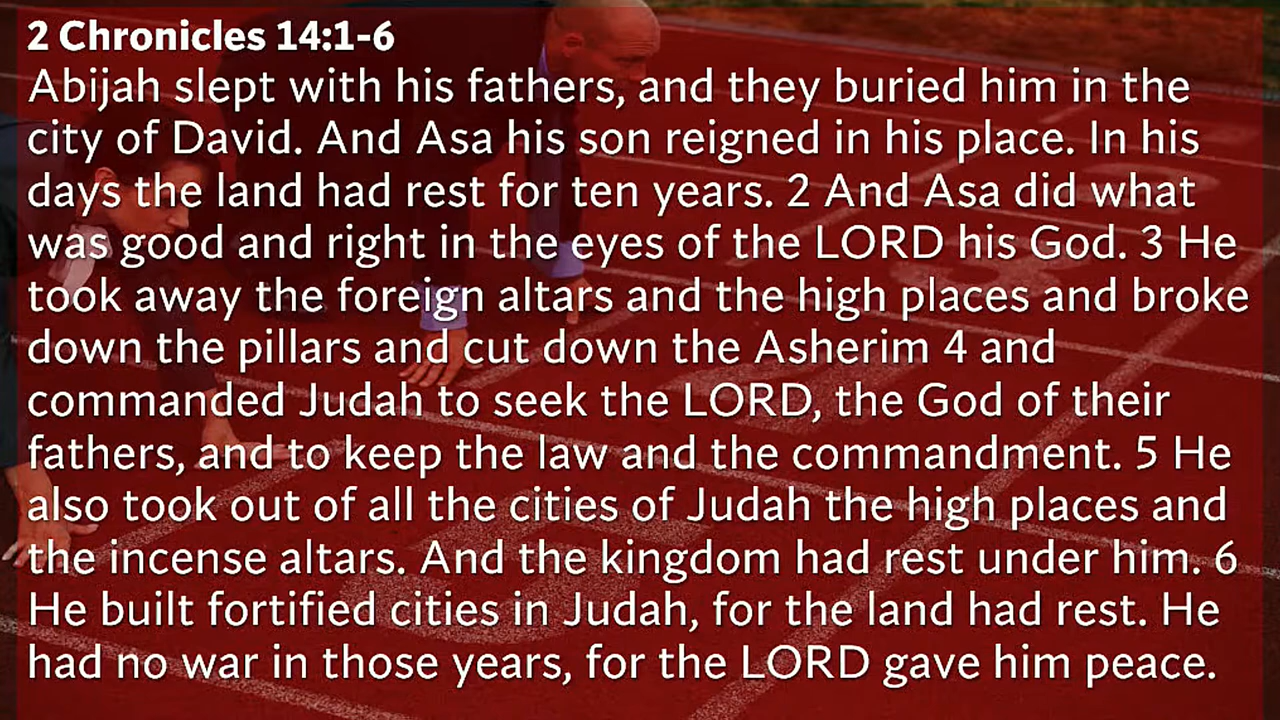 2 Chronicles 14:1-6
Abijah slept with his fathers, and they buried him in the
city of David. And Asa his son reigned in his place. In his
days the land had rest for ten years. 2 And Asa did what
was good and right in the eyes of the LORD his God. 3 He
took away the foreign altars and the high places and broke
down the pillars and cut down the Asherim 4 and
commanded Judah to seek the LORD, the God of their
fathers, and to keep the law and the commandment. 5 He
also took out of all the cities of Judah the high places and
the incense altars. And the kingdom had rest under him. 6
He built fortified cities in Judah, for the land had rest. He
had no war in those years, for the LORD gave him peace.